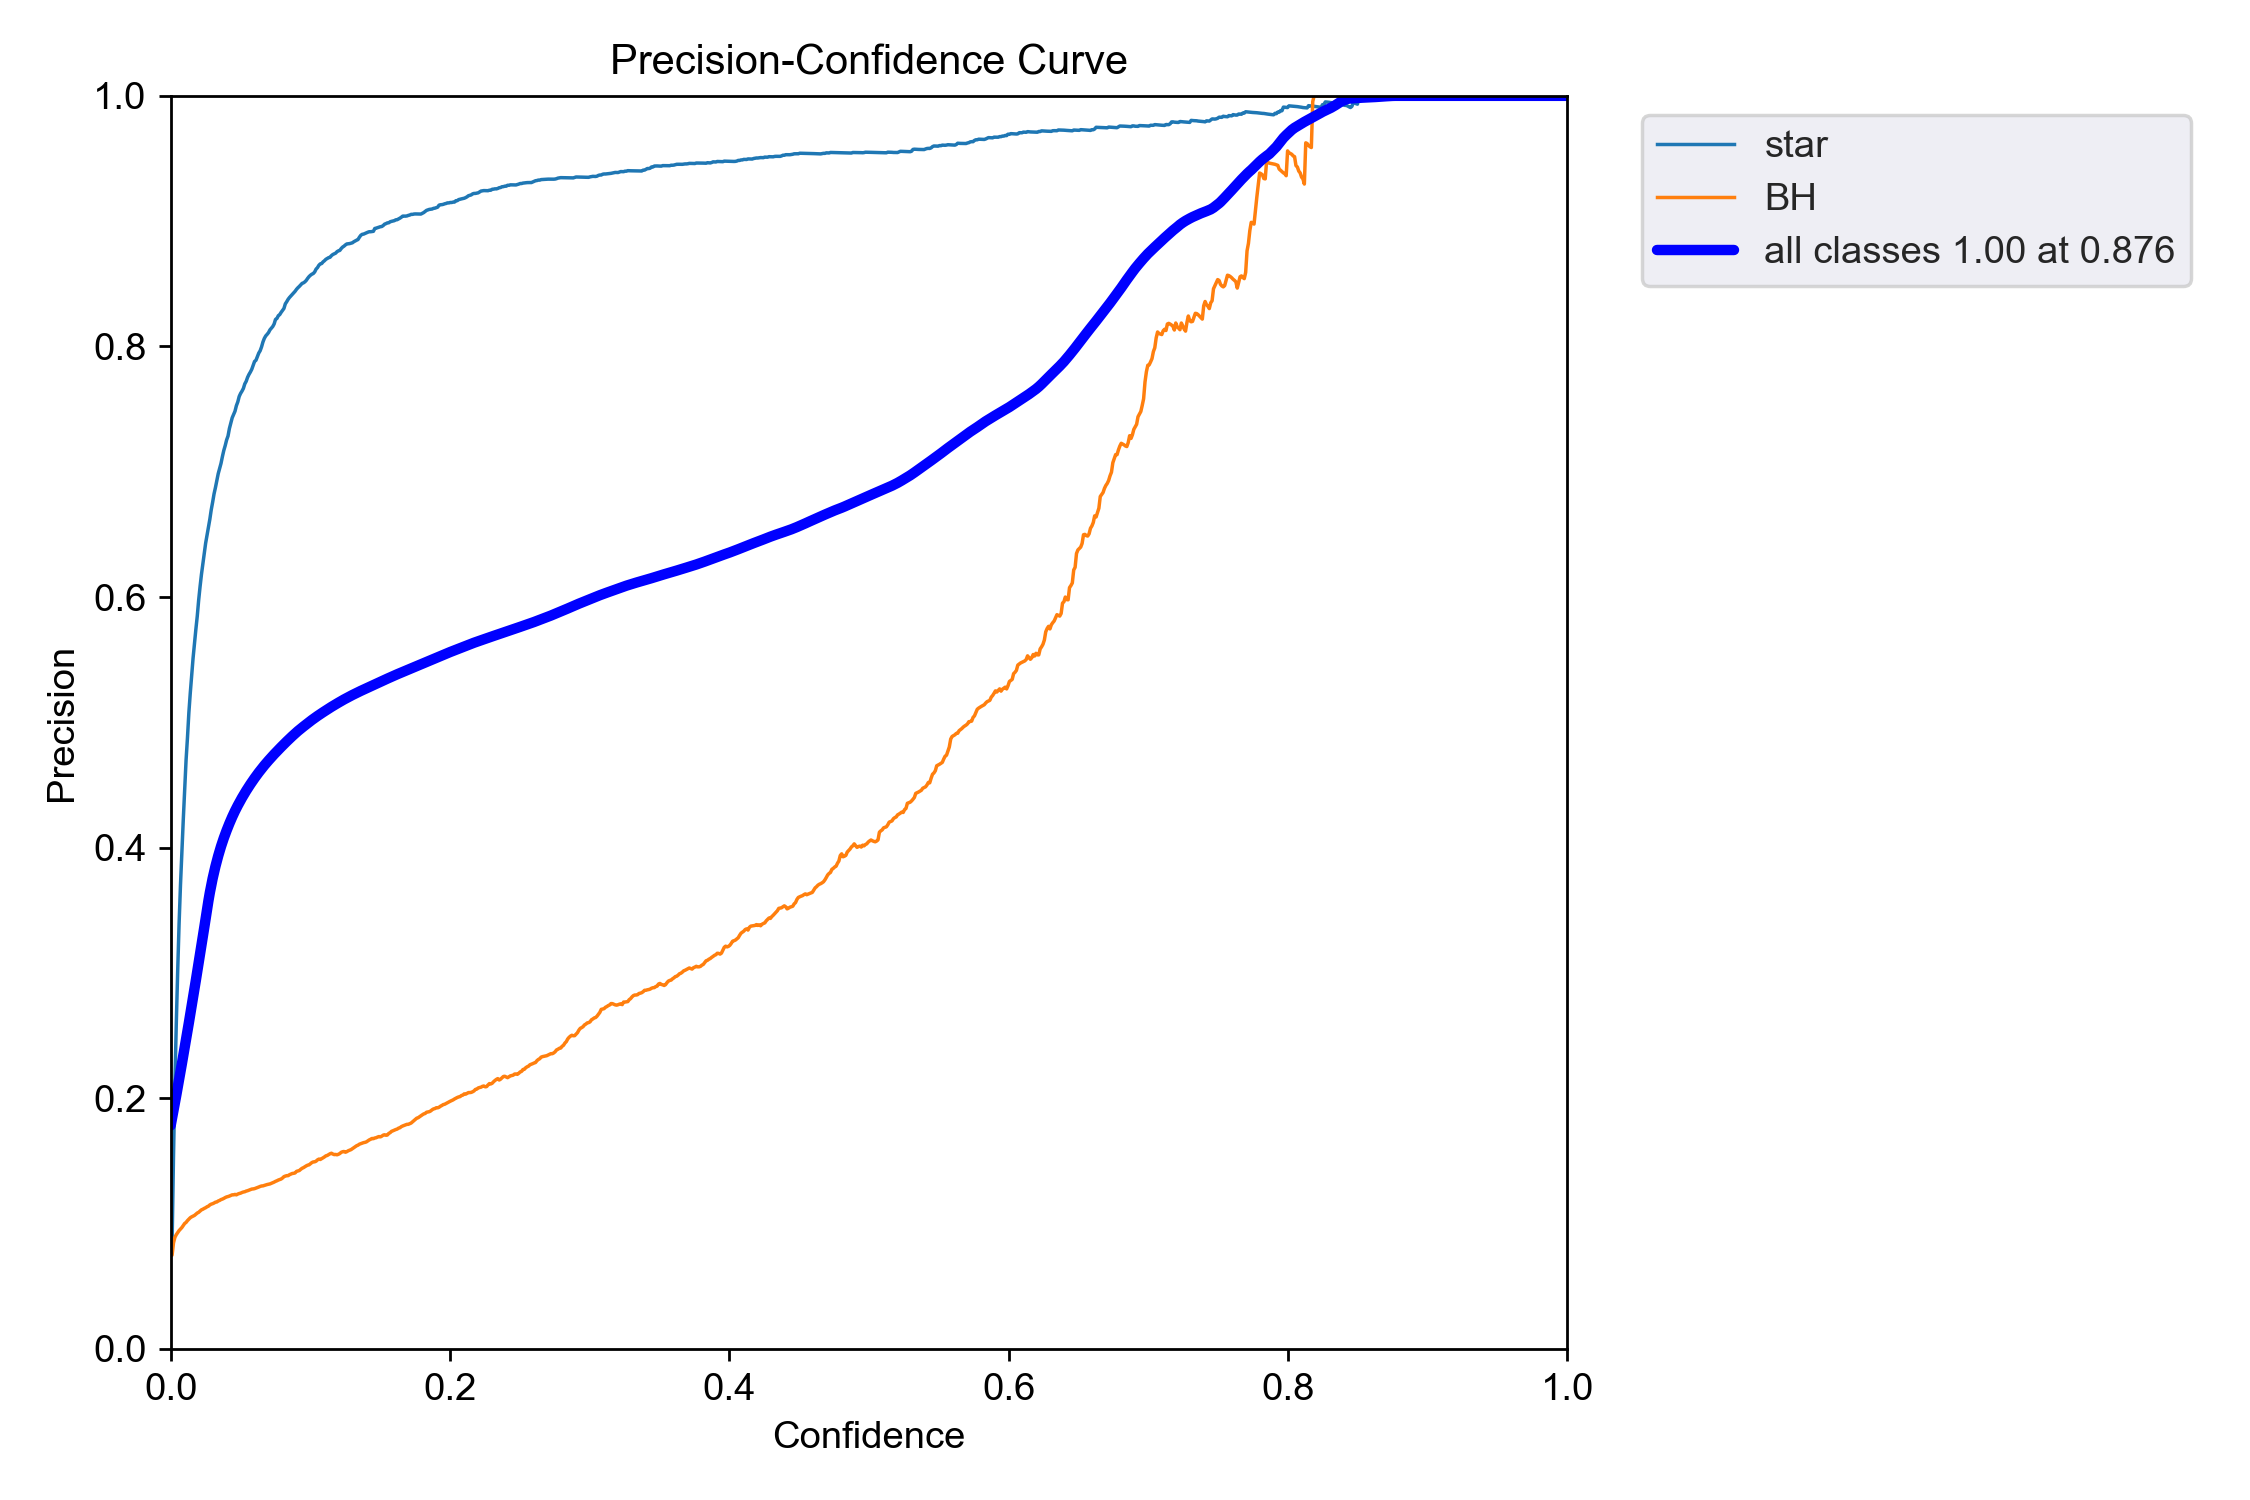 Precision-Confidence Curve
1.0
0.8
0.6
0.4
0.2
0.0
Precision
0.0 0.2 0.4 0.6 0.8 1.0
Confidence
star
BH
all classes 1.00 at 0.876